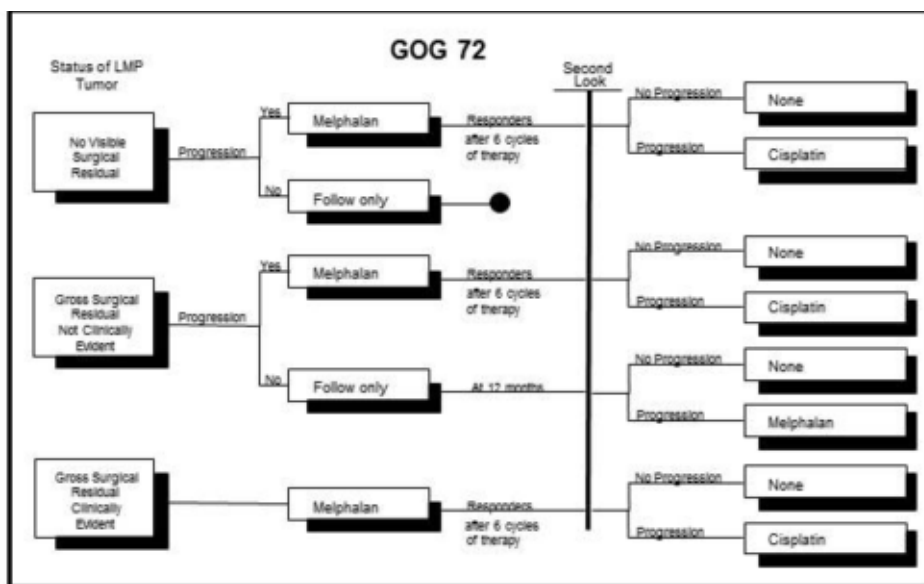 GOG 72
Status of LMP
Tumor
Second
Look
No Visible
Surgical
Residual
Progression
Yes
Melphalan
Responders
after 6 cycles
of therapy
No Progression
None
Progression
Cisplatin
No
Follow only
Gross Surgical
Residual
Not Clinically
Evident
Progression
Yes
Melphalan
Responders
after 6 cycles
of therapy
No Progression
None
Progression
Cisplatin
No
Follow only
At 12 months
No Progression
None
Progression
Melphalan
Gross Surgical
Residual
Clinically
Evident
Melphalan
Responders
after 6 cycles
of therapy
No Progression
None
Progression
Cisplatin